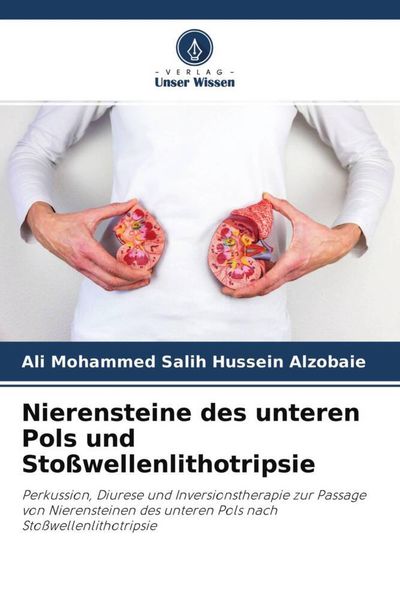 - VERLAG -
Unser Wissen
Ali Mohammed Salih Hussein Alzobaie
Nierensteine des unteren
Pols und
Stoßwellenlithotripsie
Perkussion, Diurese und Inversionstherapie zur Passage
von Nierensteinen des unteren Pols nach
Stoßwellenlithotripsie